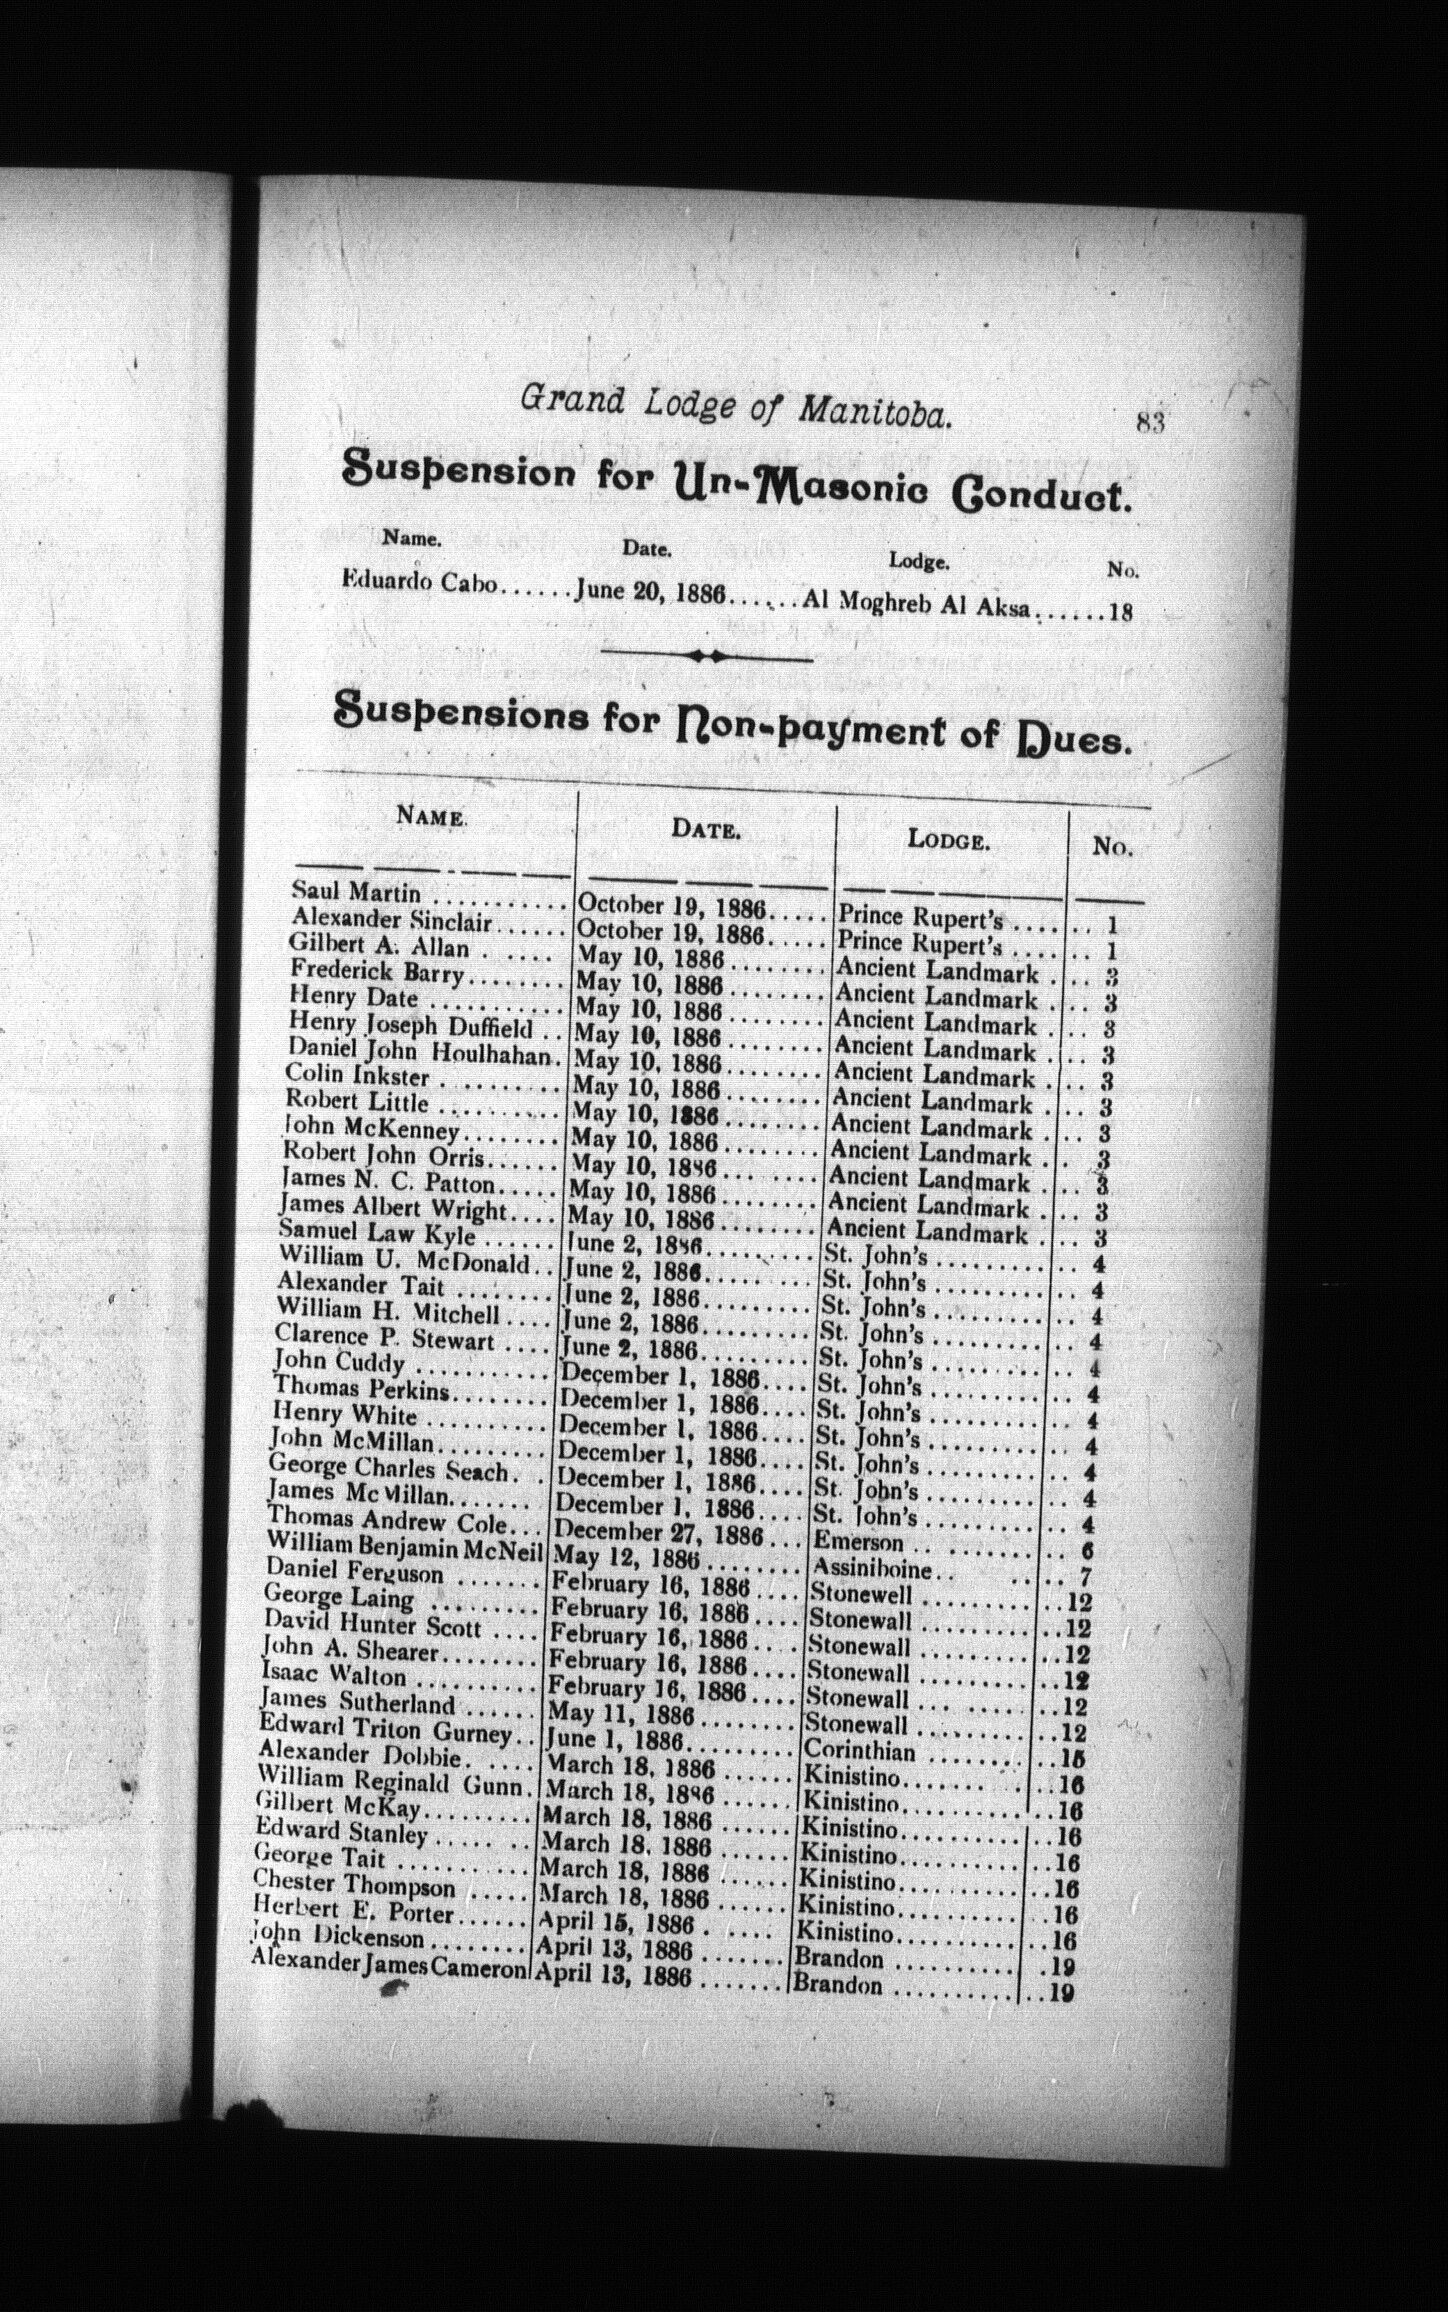 Grand Lodge of Manitoba. 83
Suspension for Un-Masonic Conduct.
Name. Date. Lodge. No.
Eduardo Cabo......June 20, 1886......Al Moghreb Al Aksa......18
Suspensions for Non-payment of Dues.
NAME. DATE. LODGE. No.
Saul Martin ........... October 19, 1886..... Prince Rupert's ...... 1
Alexander Sinclair...... October 19, 1886..... Prince Rupert's ...... 1
Gilbert A. Allan . .... May 10, 1886........ Ancient Landmark ... 3
Frederick Barry........ May 10, 1886........ Ancient Landmark ... 3
Henry Date ........... May 10, 1886........ Ancient Landmark ... 3
Henry Joseph Duffield .. May 10, 1886........ Ancient Landmark ... 3
Daniel John Houlhahan. May 10, 1886........ Ancient Landmark ... 3
Colin Inkster ......... May 10, 1886........ Ancient Landmark ... 3
Robert Little .......... May 10, 1886........ Ancient Landmark ... 3
John McKenney........ May 10, 1886........ Ancient Landmark .. 3
Robert John Orris...... May 10, 1886........ Ancient Landmark ... 3
James N. C. Patton..... May 10, 1886........ Ancient Landmark ... 3
James Albert Wright.... May 10, 1886........ Ancient Landmark ... 3
Samuel Law Kyle ...... June 2, 1886......... St. John's ........... 4
William U. McDonald.. June 2, 1886......... St. John's ........... 4
Alexander Tait ........ June 2, 1886......... St. John's ........... 4
William H. Mitchell .... June 2, 1886......... St. John's ........... 4
Clarence P. Stewart .... June 2, 1886......... St. John's ........... 4
John Cuddy ........... December 1, 1886.... St. John's ........... 4
Thomas Perkins........ December 1, 1886.... St. John's ........... 4
Henry White .......... December 1, 1886.... St. John's ........... 4
John McMillan......... December 1, 1886.... St. John's ........... 4
George Charles Seach. . December 1, 1886.... St. John's ........... 4
James McMillan....... December 1, 1886.... St. John's ........... 4
Thomas Andrew Cole... December 27, 1886... Emerson .. ......... 6
William Benjamin McNeil May 12, 1886........ Assiniboine.. .... 7
Daniel Ferguson ....... February 16, 1886.... Stonewell ...........12
George Laing ......... February 16, 1886.... Stonewall ...........12
David Hunter Scott .... February 16, 1886.... Stonewall ...........12
John A. Shearer........ February 16, 1886.... Stonewall ...........12
Isaac Walton .......... February 16, 1886.... Stonewall ... .......12
James Sutherland ...... May 11, 1886........ Stonewall ...........12
Edward Triton Gurney.. June 1, 1886......... Corinthian ..........15
Alexander Dobbie. .... March 18, 1886...... Kinistino....... ....16
William Reginald Gunn. March 18, 1886...... Kinistino............16
Gilbert McKay......... March 18, 1886...... Kinistino............16
Edward Stanley..... .. March 18, 1886...... Kinistino............16
George Tait .......... March 18, 1886...... Kinistino............16
Chester Thompson ..... March 18, 1886...... Kinistino............16
Herbert E. Porter...... April 15, 1886. .... Kinistino............16
John Dickenson........ April 13, 1886....... Brandon ...........19
Alexander James Cameron April 13, 1886....... Brandon ............19